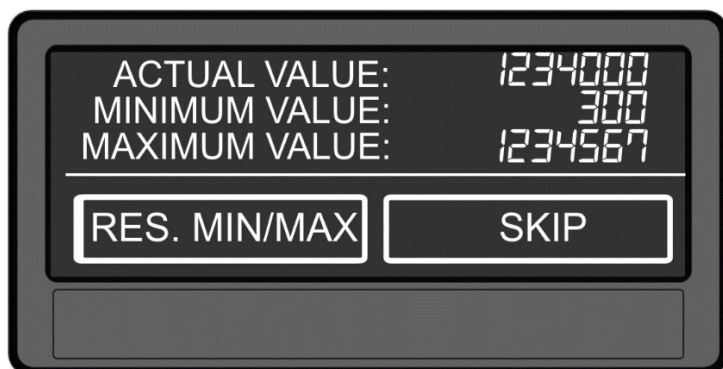 ACTUAL VALUE: 1234000
MINIMUM VALUE: 300
MAXIMUM VALUE: 1234567
RES. MIN/MAX SKIP